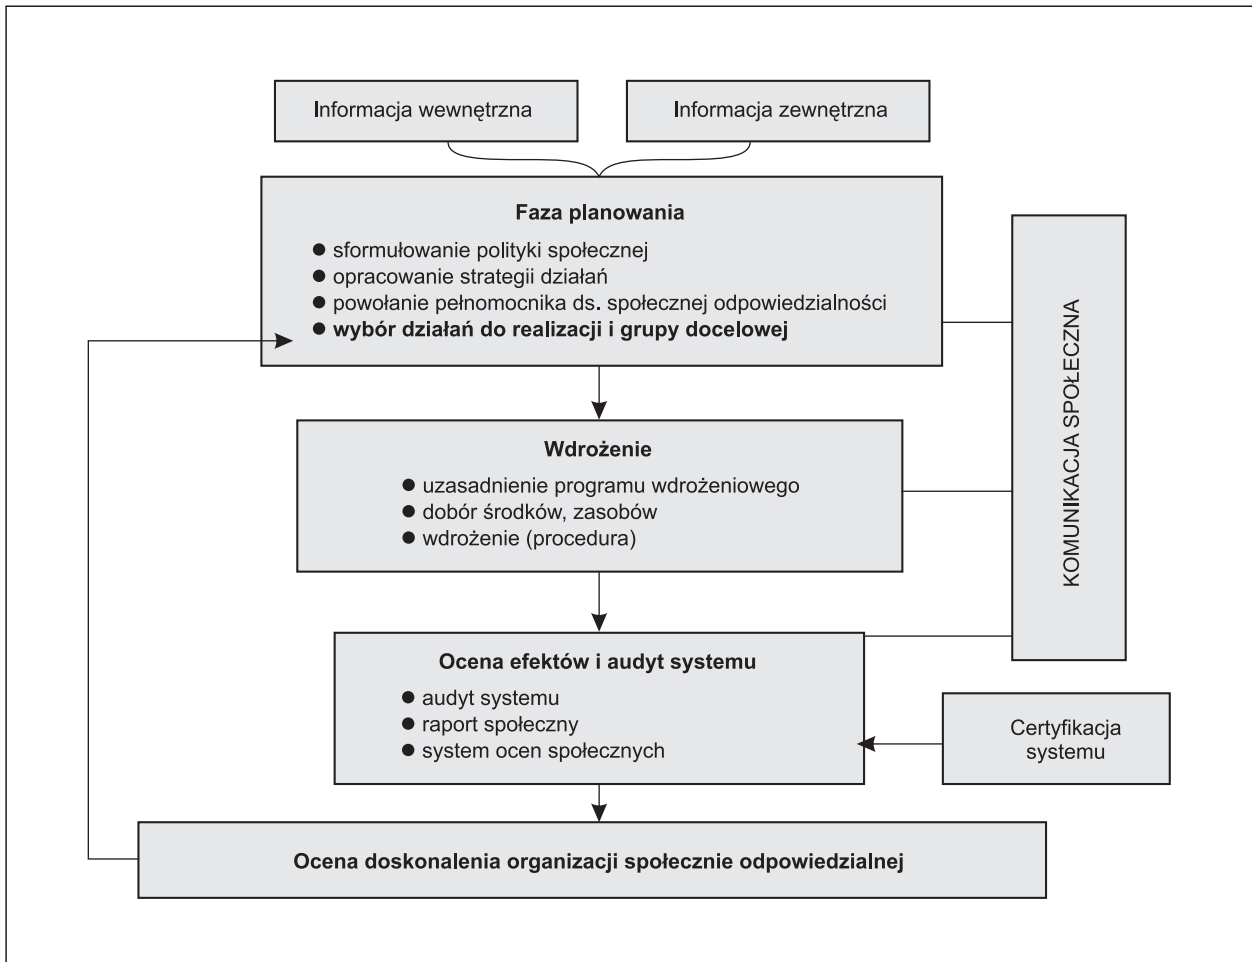 Informacja wewnętrzna
Informacja zewnętrzna
Faza planowania
● sformułowanie polityki społecznej
● opracowanie strategii działań
● powołanie pełnomocnika ds. społecznej odpowiedzialności
● wybór działań do realizacji i grupy docelowej
KOMUNIKACJA SPOŁECZNA
Wdrożenie
● uzasadnienie programu wdrożeniowego
● dobór środków, zasobów
● wdrożenie (procedura)
Ocena efektów i audyt systemu
● audyt systemu
● raport społeczny
● system ocen społecznych
Certyfikacja
systemu
Ocena doskonalenia organizacji społecznie odpowiedzialnej